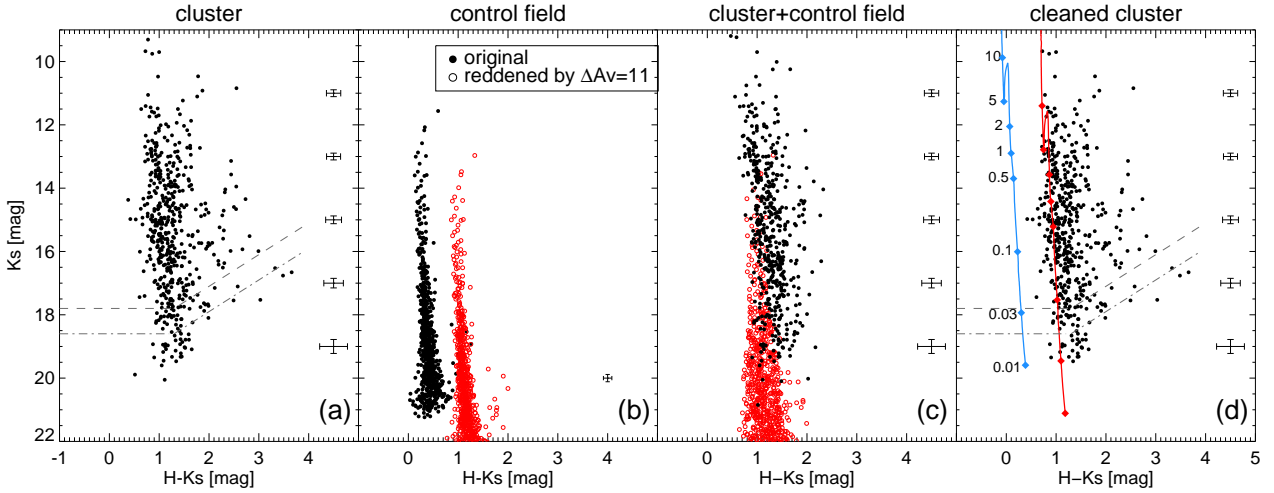 cluster
control field
cluster+control field
cleaned cluster
original
reddened by ΔAv=11
10
12
14
16
18
20
22
Ks [mag]
10
5
2
1
0.5
0.1
0.03
0.01
(a)
(b)
(c)
(d)
-1 0 1 2 3 4
0 1 2 3 4
0 1 2 3 4
0 1 2 3 4 5
H-Ks [mag]
H-Ks [mag]
H−Ks [mag]
H−Ks [mag]